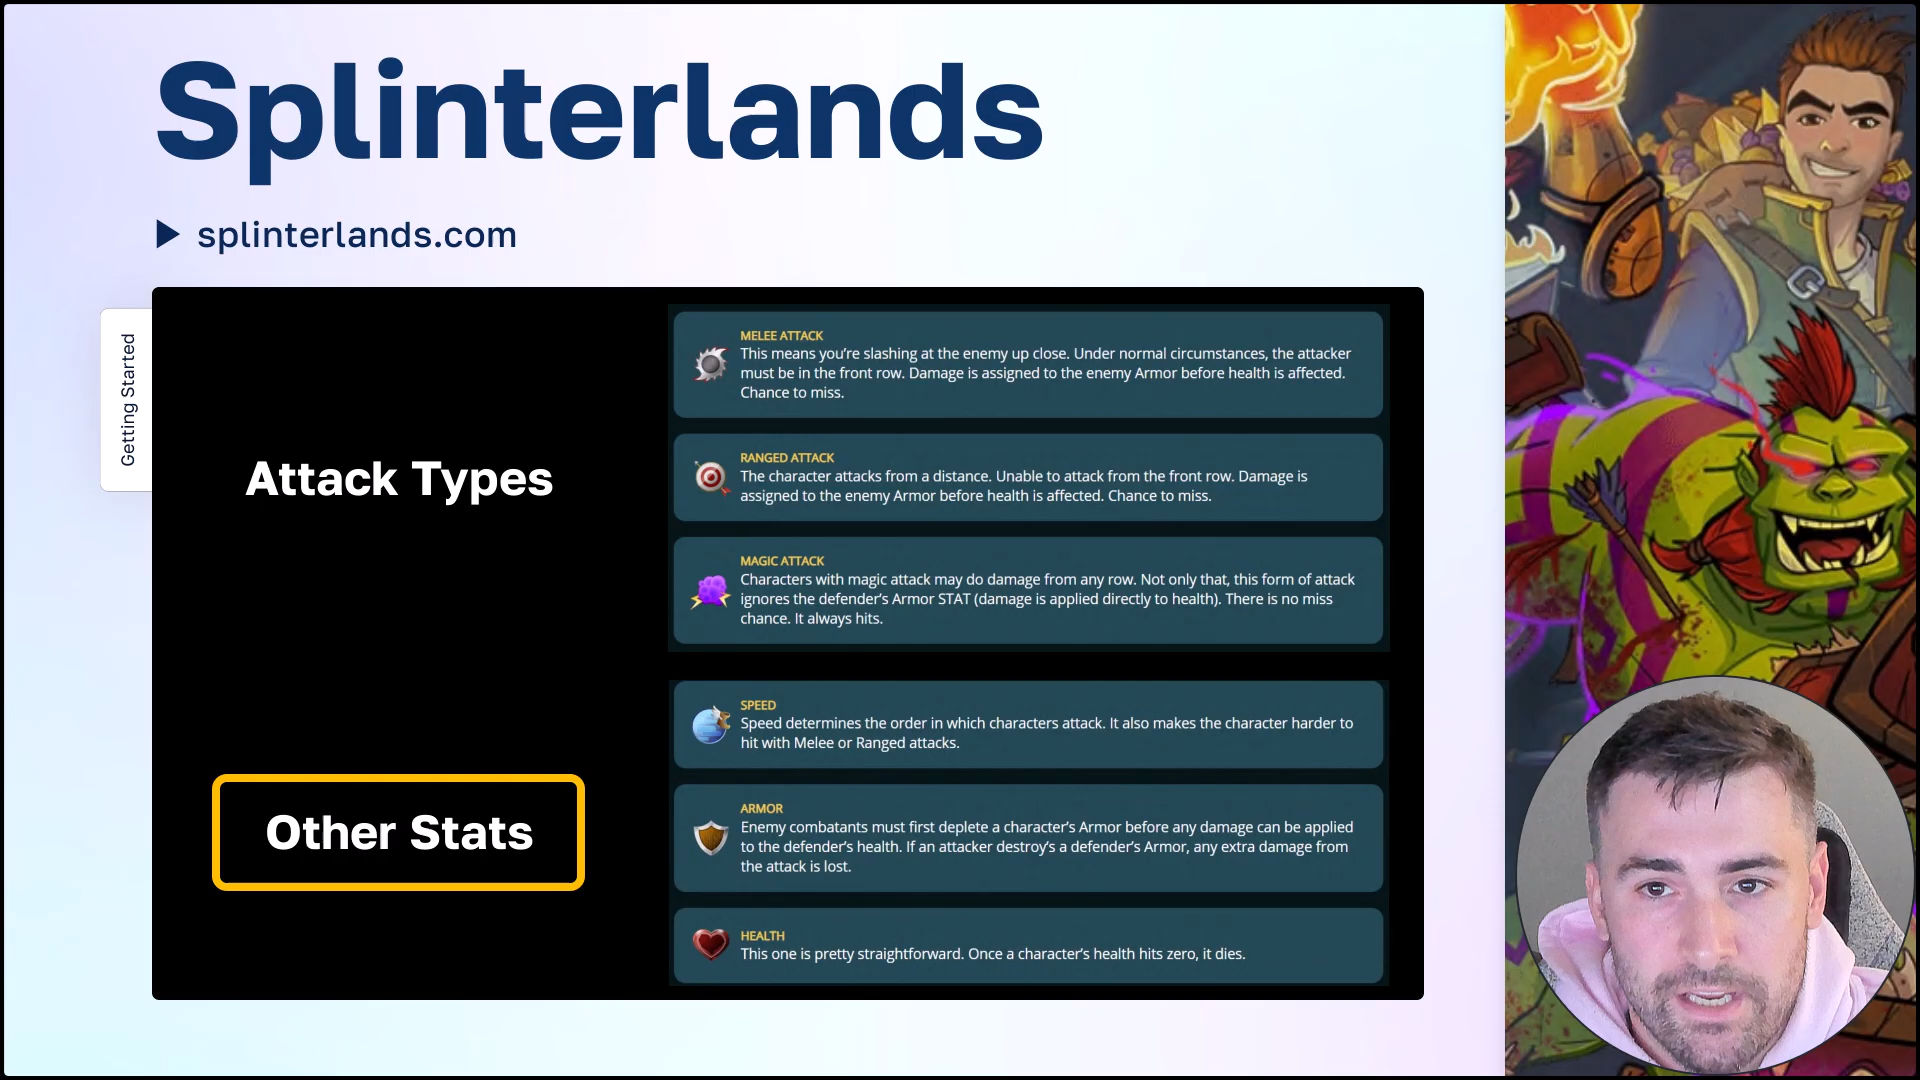 Splinterlands
splinterlands.com
Getting Started
Attack Types
MELEE ATTACK
This means you’re slashing at the enemy up close. Under normal circumstances, the attacker
must be in the front row. Damage is assigned to the enemy Armor before health is affected.
Chance to miss.
RANGED ATTACK
The character attacks from a distance. Unable to attack from the front row. Damage is
assigned to the enemy Armor before health is affected. Chance to miss.
MAGIC ATTACK
Characters with magic attack may do damage from any row. Not only that, this form of attack
ignores the defender’s Armor STAT (damage is applied directly to health). There is no miss
chance. It always hits.
Other Stats
SPEED
Speed determines the order in which characters attack. It also makes the character harder to
hit with Melee or Ranged attacks.
ARMOR
Enemy combatants must first deplete a character’s Armor before any damage can be applied
to the defender’s health. If an attacker destroy’s a defender’s Armor, any extra damage from
the attack is lost.
HEALTH
This one is pretty straightforward. Once a character’s health hits zero, it dies.